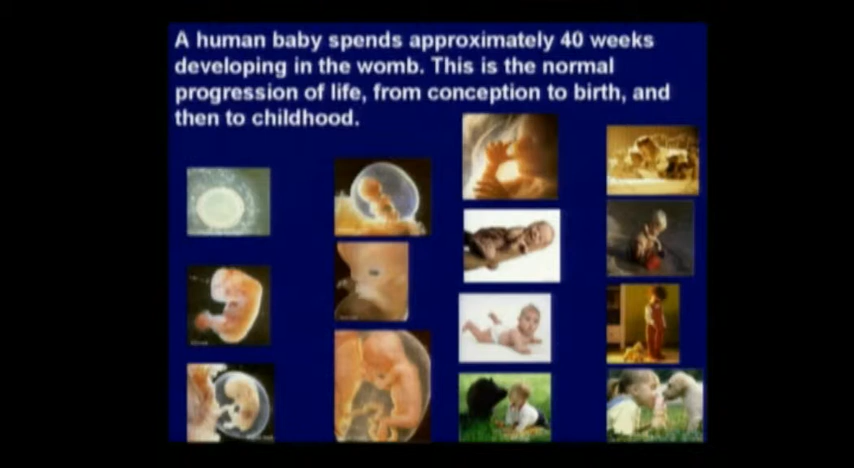 A human baby spends approximately 40 weeks
developing in the womb. This is the normal
progression of life, from conception to birth, and
then to childhood.